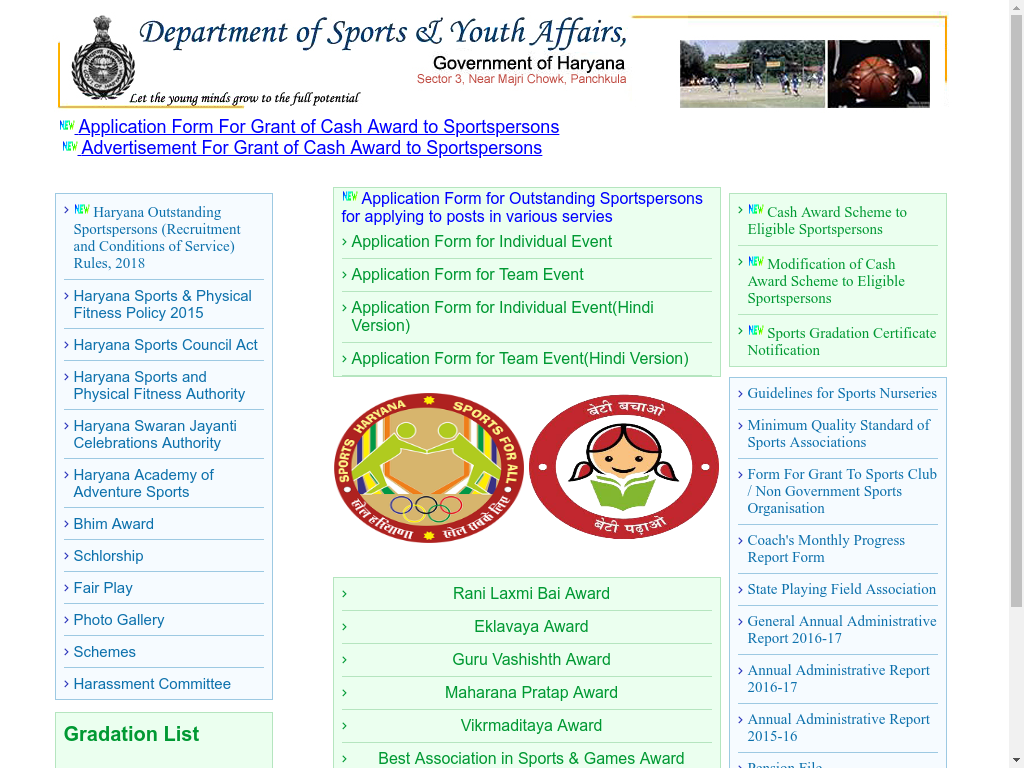 Department of Sports & Youth Affairs,
Government of Haryana
Sector 3, Near Majri Chowk, Panchkula
Let the young minds grow to the full potential
NEW Application Form For Grant of Cash Award to Sportspersons
NEW Advertisement For Grant of Cash Award to Sportspersons
NEW Haryana Outstanding
Sportspersons (Recruitment
and Conditions of Service)
Rules, 2018
Haryana Sports & Physical
Fitness Policy 2015
Haryana Sports Council Act
Haryana Sports and
Physical Fitness Authority
Haryana Swaran Jayanti
Celebrations Authority
Haryana Academy of
Adventure Sports
Bhim Award
Schlorship
Fair Play
Photo Gallery
Schemes
Harassment Committee
Gradation List
NEW Application Form for Outstanding Sportspersons
for applying to posts in various servies
Application Form for Individual Event
Application Form for Team Event
Application Form for Individual Event(Hindi
Version)
Application Form for Team Event(Hindi Version)
SPORTS HARYANA SPORTS FOR ALL
खेल हरियाणा खेल सबके लिए
बेटी बचाओ
बेटी पढ़ाओ
Rani Laxmi Bai Award
Eklavaya Award
Guru Vashishth Award
Maharana Pratap Award
Vikrmaditaya Award
Best Association in Sports & Games Award
NEW Cash Award Scheme to
Eligible Sportspersons
NEW Modification of Cash
Award Scheme to Eligible
Sportspersons
NEW Sports Gradation Certificate
Notification
Guidelines for Sports Nurseries
Minimum Quality Standard of
Sports Associations
Form For Grant To Sports Club
/ Non Government Sports
Organisation
Coach's Monthly Progress
Report Form
State Playing Field Association
General Annual Administrative
Report 2016-17
Annual Administrative Report
2016-17
Annual Administrative Report
2015-16
Pension File